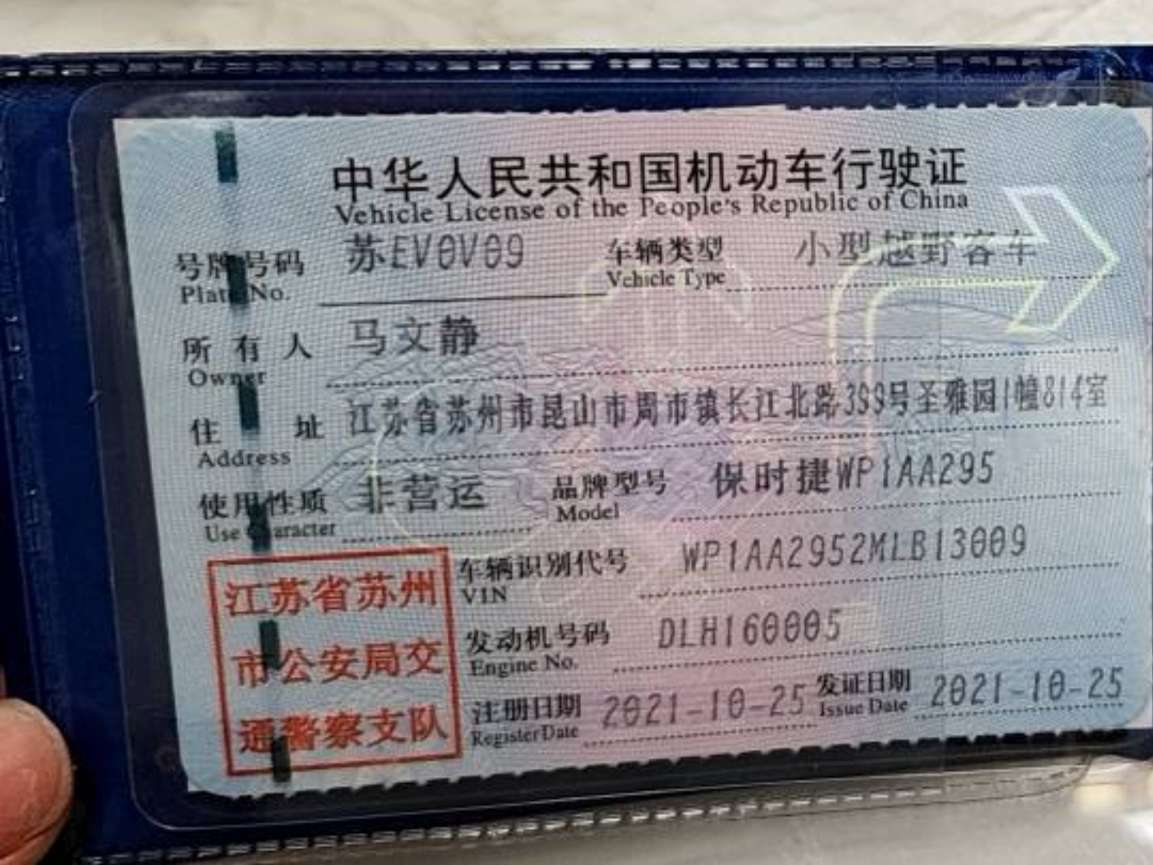 中华人民共和国机动车行驶证
Vehicle License of the People's Republic of China
号牌号码 苏EV0V09 车辆类型 小型越野客车
Plate No. Vehicle Type
所有人 马文静
Owner
住址 江苏省苏州市昆山市周市镇长江北路399号圣雅园1幢814室
Address
使用性质 非营运 品牌型号 保时捷WP1AA295
Use Character Model
江苏省苏州
市公安局交
通警察支队
车辆识别代号 WP1AA2952MLB13009
VIN
发动机号码 DLH160005
Engine No.
注册日期 2021-10-25 发证日期 2021-10-25
Register Date Issue Date